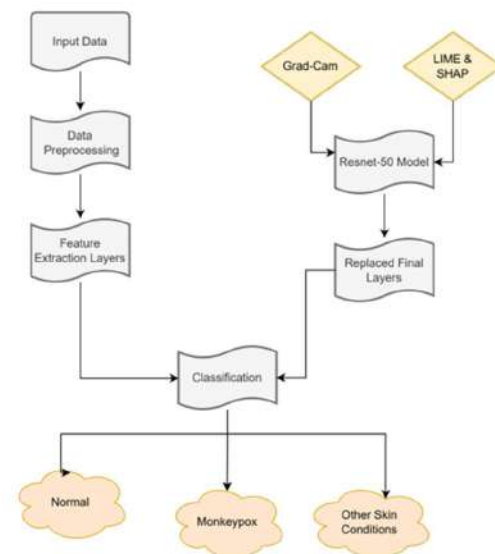 Input Data
Grad-Cam
LIME &
SHAP
Data
Preprocessing
Resnet-50 Model
Feature
Extraction Layers
Replaced Final
Layers
Classification
Normal
Monkeypox
Other Skin
Conditions